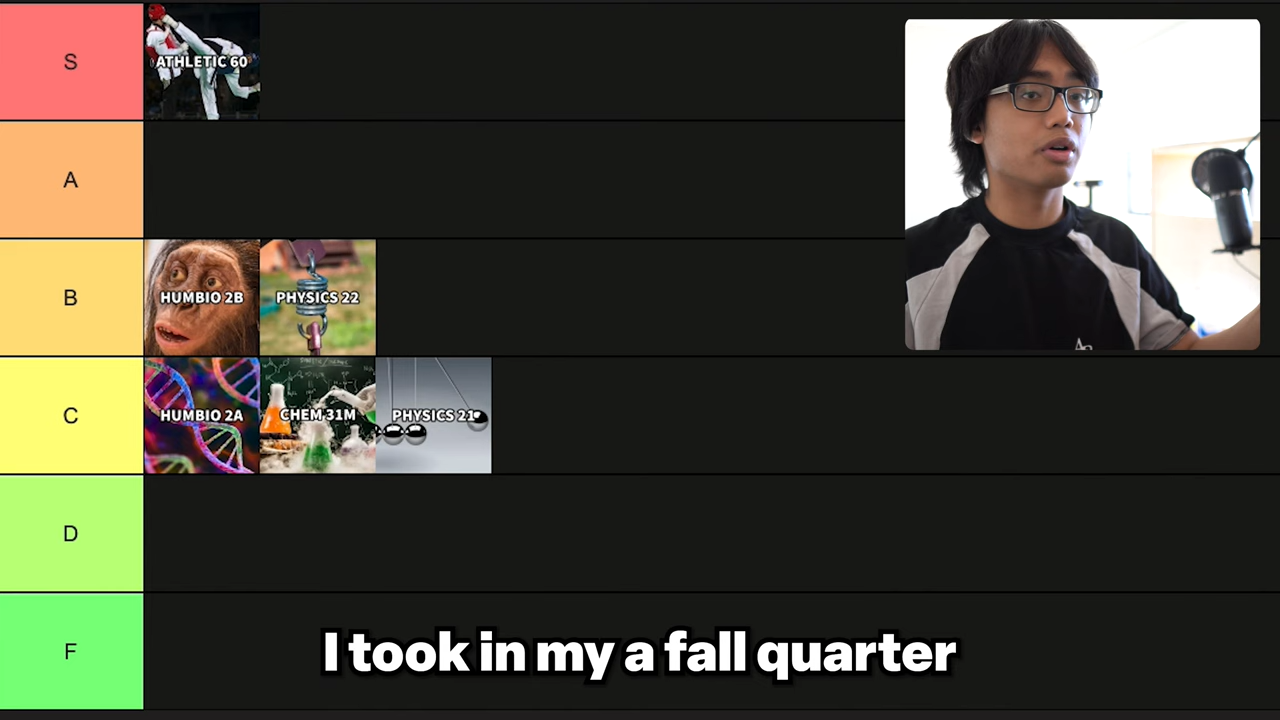 S
ATHLETIC 60
A
B
HUMBIO 2B
PHYSICS 22
C
HUMBIO 2A
CHEM 31M
PHYSICS 21
D
F
I took in my a fall quarter